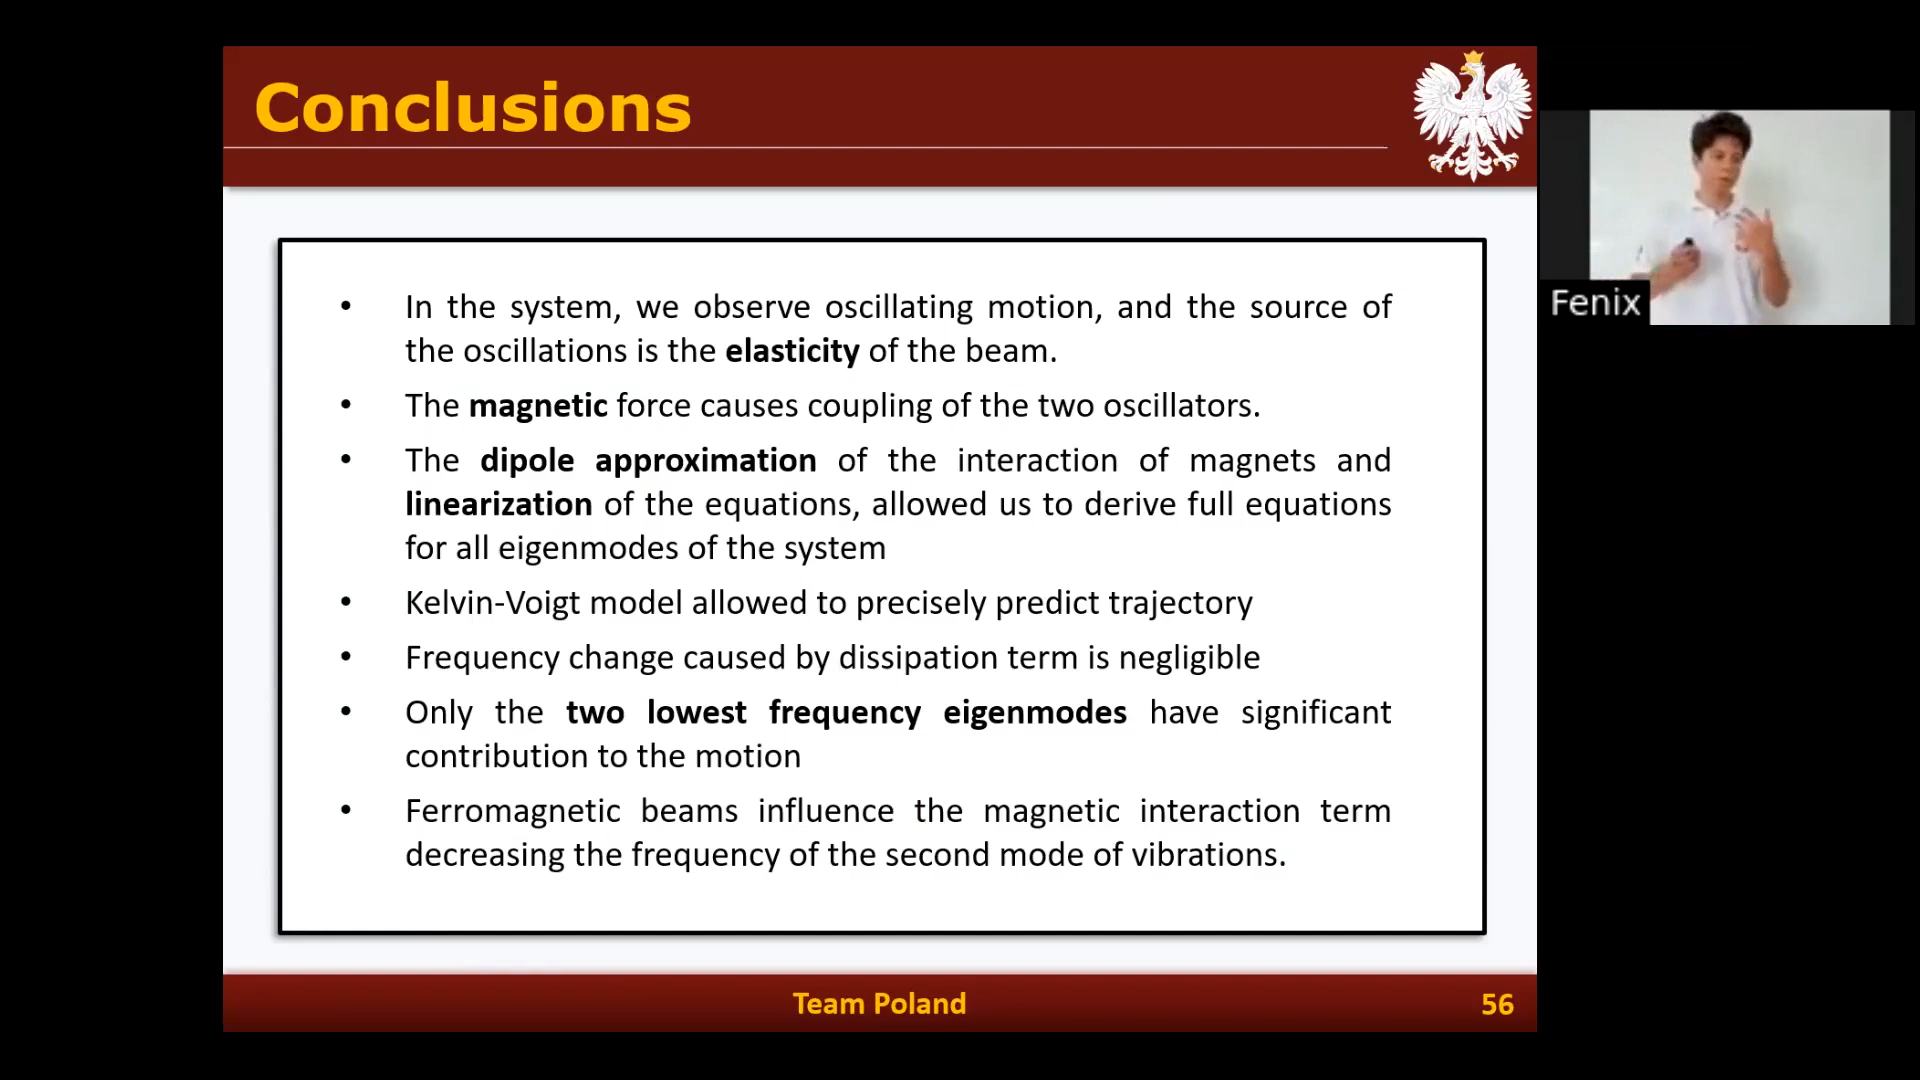 Conclusions
• In the system, we observe oscillating motion, and the source of
the oscillations is the elasticity of the beam.
• The magnetic force causes coupling of the two oscillators.
• The dipole approximation of the interaction of magnets and
linearization of the equations, allowed us to derive full equations
for all eigenmodes of the system
• Kelvin-Voigt model allowed to precisely predict trajectory
• Frequency change caused by dissipation term is negligible
• Only the two lowest frequency eigenmodes have significant
contribution to the motion
• Ferromagnetic beams influence the magnetic interaction term
decreasing the frequency of the second mode of vibrations.
Team Poland
56
Fenix